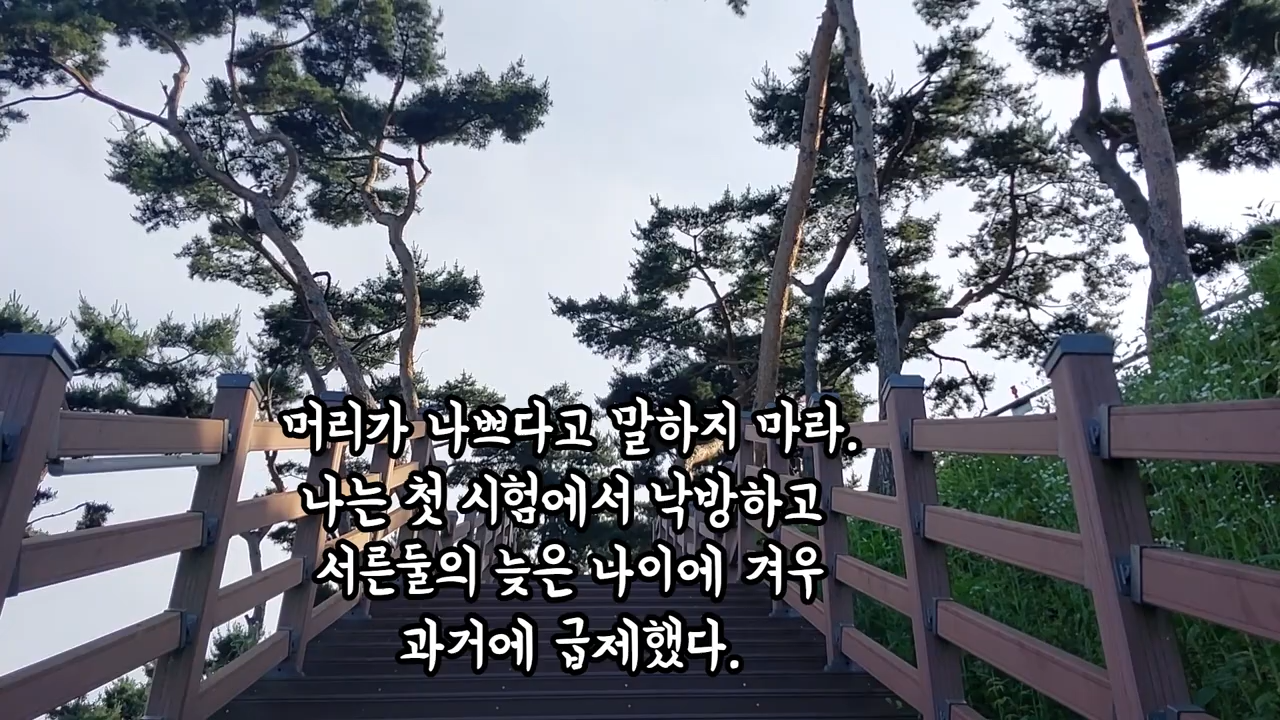 머리가 나쁘다고 말하지 마라.
나는 첫 시험에서 낙방하고
서른둘의 늦은 나이에 겨우
과거에 급제했다.